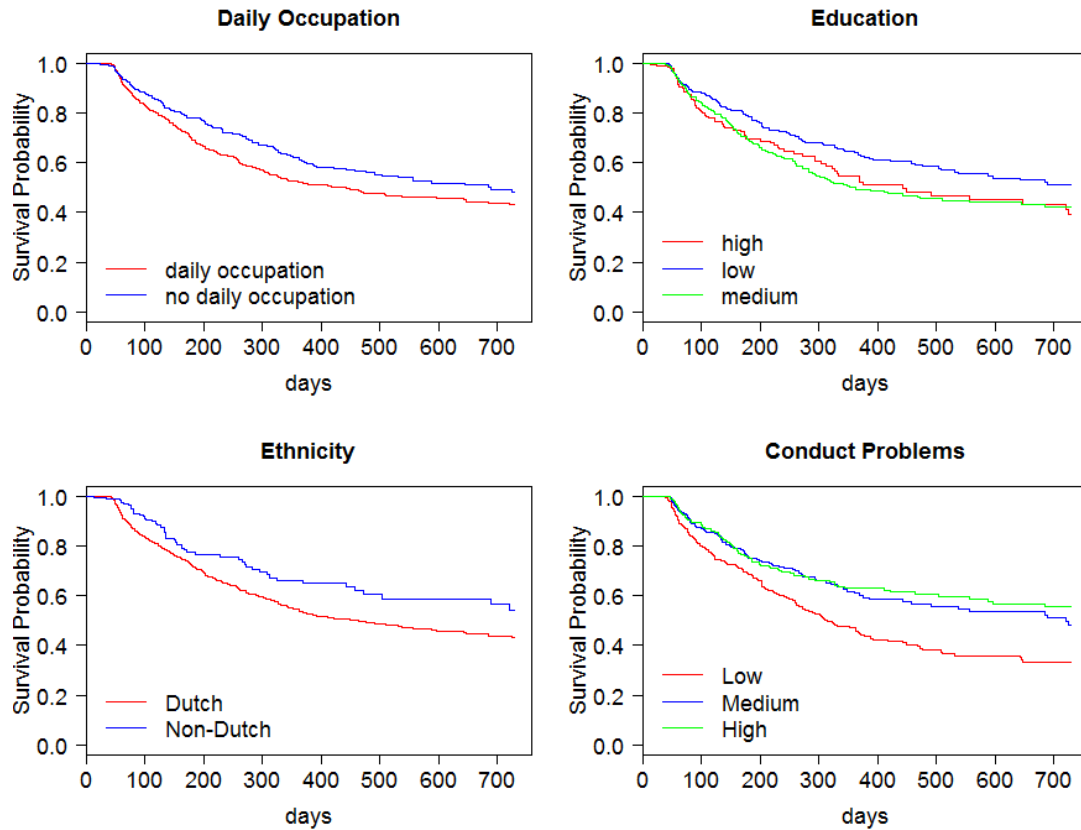 Daily Occupation
Survival Probability
1.0
0.8
0.6
0.4
0.2
0.0
daily occupation
no daily occupation
0 100 200 300 400 500 600 700
days
Education
Survival Probability
1.0
0.8
0.6
0.4
0.2
0.0
high
low
medium
0 100 200 300 400 500 600 700
days
Ethnicity
Survival Probability
1.0
0.8
0.6
0.4
0.2
0.0
Dutch
Non-Dutch
0 100 200 300 400 500 600 700
days
Conduct Problems
Survival Probability
1.0
0.8
0.6
0.4
0.2
0.0
Low
Medium
High
0 100 200 300 400 500 600 700
days